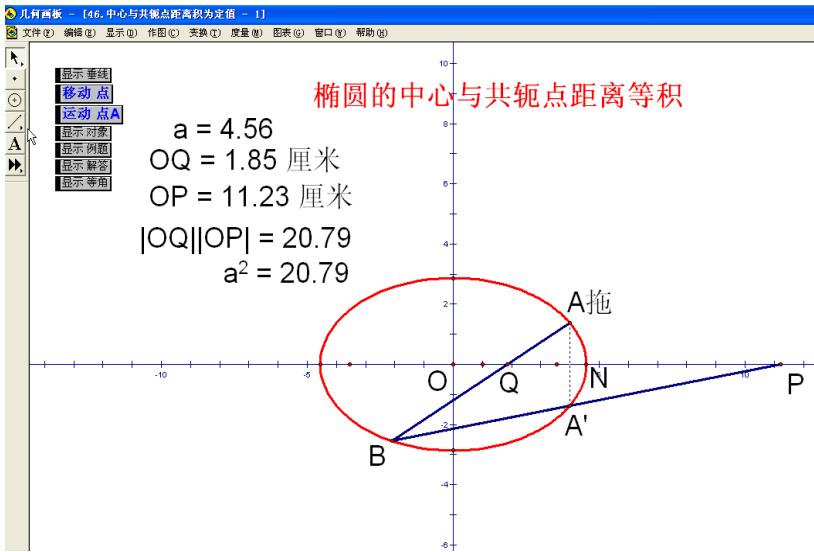 几何画板 - [46.中心与共轭点距离积为定值 - 1]
文件(F) 编辑(E) 显示(D) 作图(C) 变换(T) 度量(M) 图表(G) 窗口(W) 帮助(H)
显示 垂线
移动 点
运动 点A
显示 对象
显示 例题
显示 解答
显示 等角
A
椭圆的中心与共轭点距离等积
a = 4.56
OQ = 1.85 厘米
OP = 11.23 厘米
|OQ||OP| = 20.79
a² = 20.79
10
8
6
4
2
-2
-4
-6
-10
-5
10
A拖
O
Q
N
P
A'
B